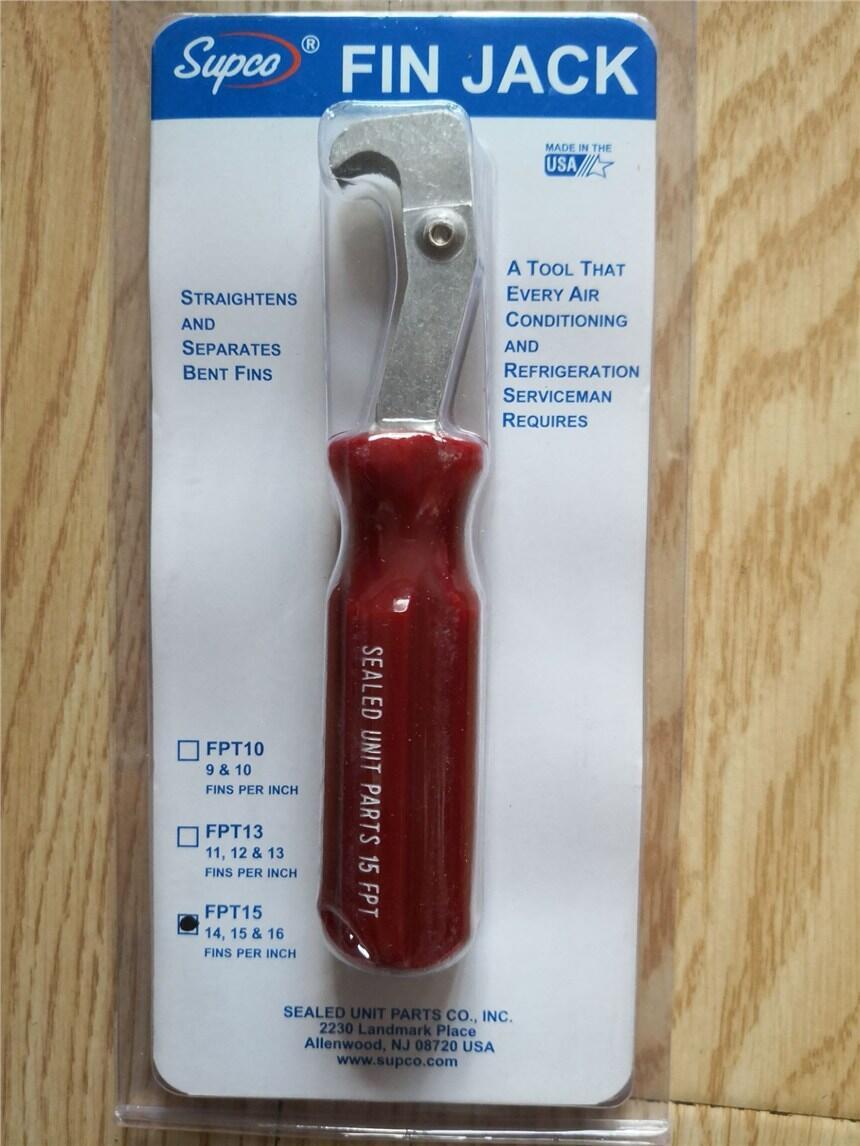 Supco® FIN JACK
MADE IN THE
USA
STRAIGHTENS
AND
SEPARATES
BENT FINS
A TOOL THAT
EVERY AIR
CONDITIONING
AND
REFRIGERATION
SERVICEMAN
REQUIRES
SEALED UNIT PARTS 15 FPT
FPT10
9 & 10
FINS PER INCH
FPT13
11, 12 & 13
FINS PER INCH
FPT15
14, 15 & 16
FINS PER INCH
SEALED UNIT PARTS CO., INC.
2230 Landmark Place
Allenwood, NJ 08720 USA
www.supco.com